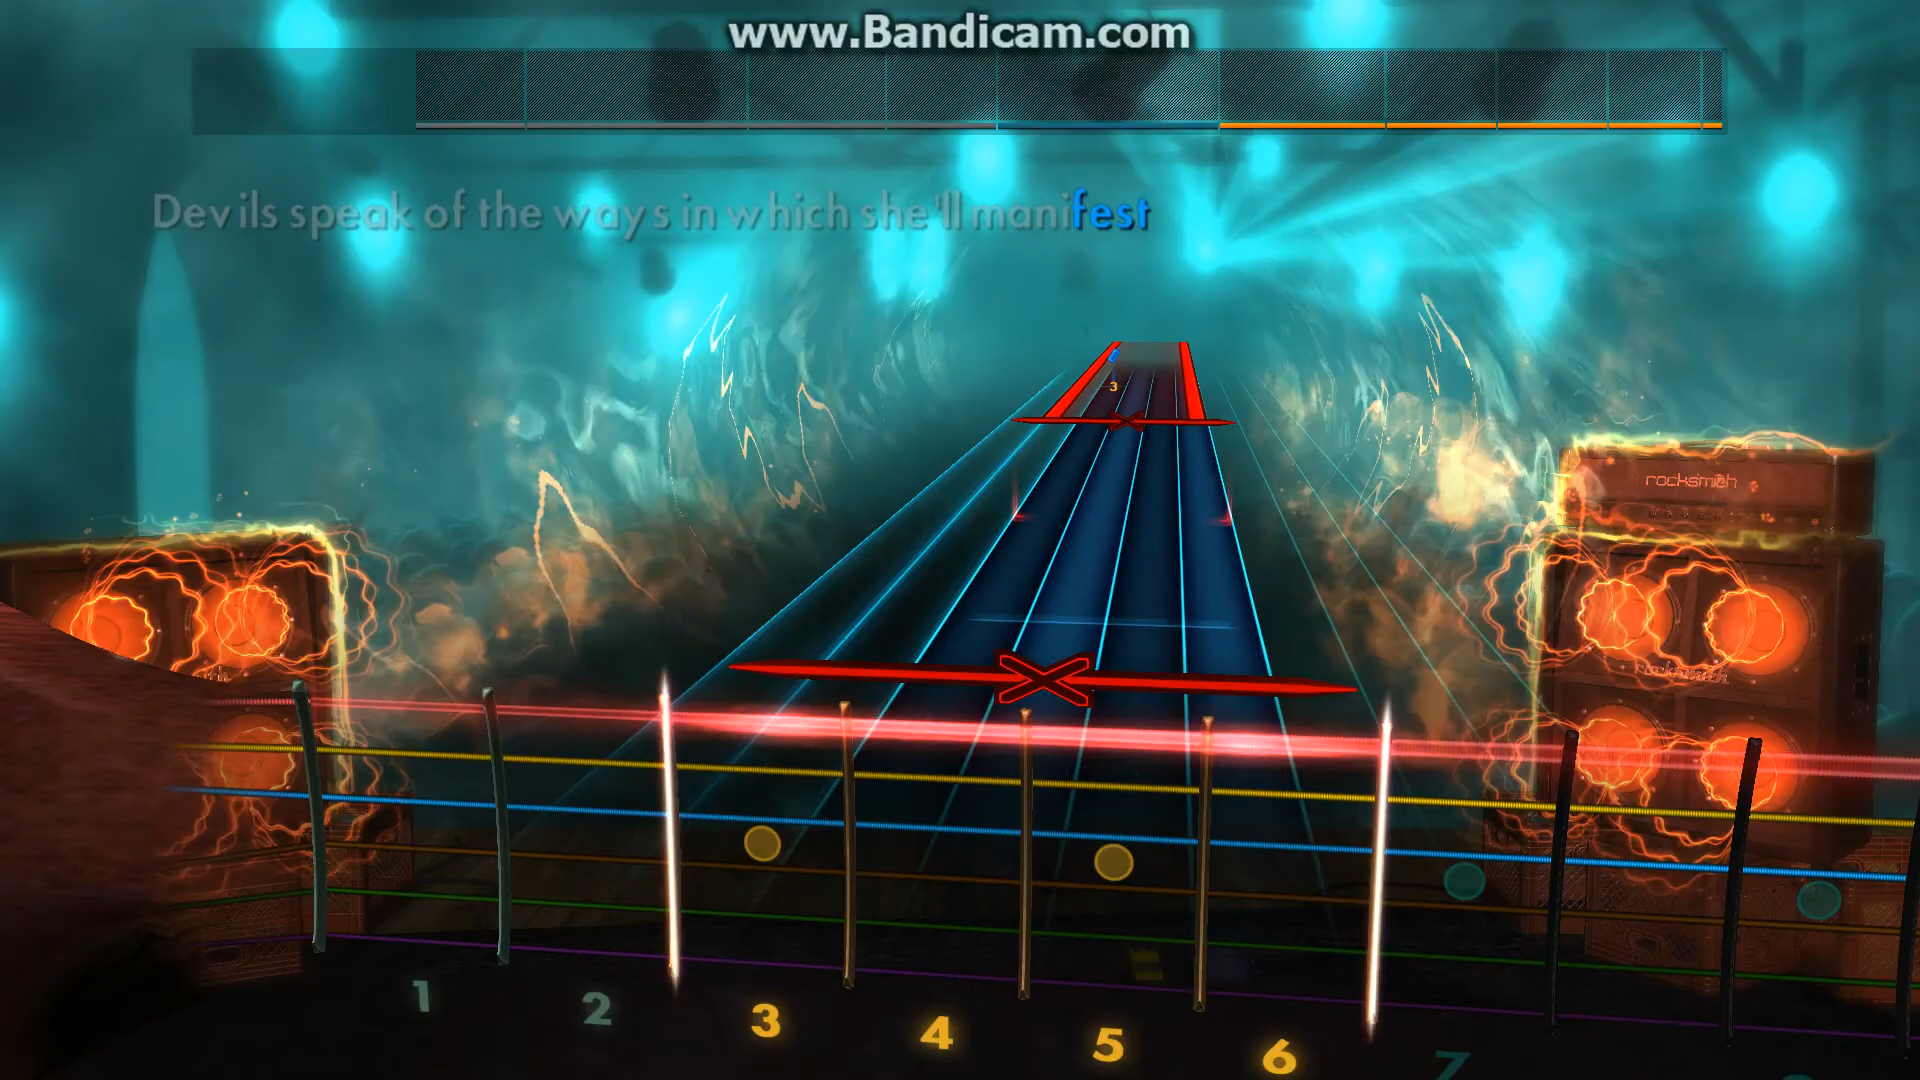 www.Bandicam.com
Devils speak of the ways in which she'll manifest
3
rocksmith
1 2 3 4 5 6 7